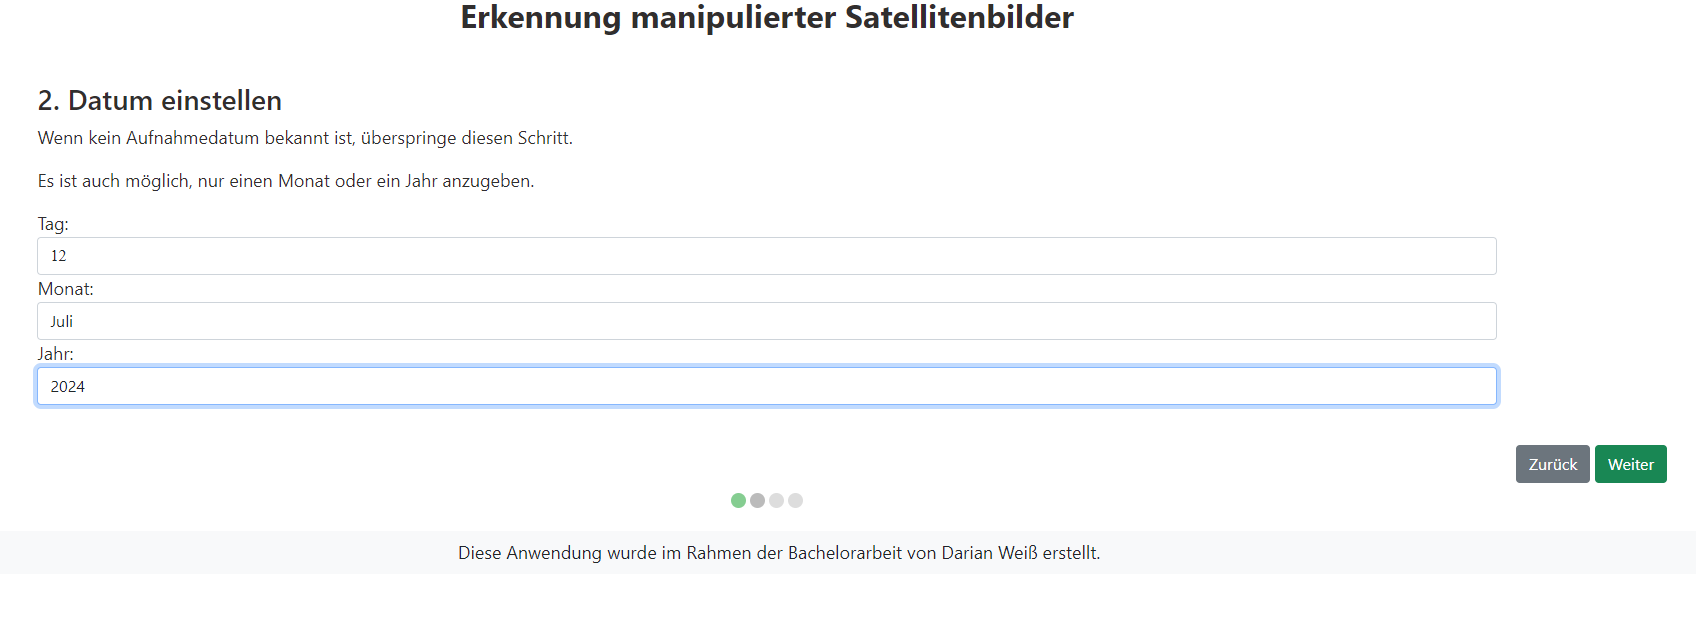 Erkennung manipulierter Satellitenbilder
2. Datum einstellen
Wenn kein Aufnahmedatum bekannt ist, überspringe diesen Schritt.
Es ist auch möglich, nur einen Monat oder ein Jahr anzugeben.
Tag:
12
Monat:
Juli
Jahr:
2024
Zurück Weiter
Diese Anwendung wurde im Rahmen der Bachelorarbeit von Darian Weiß erstellt.